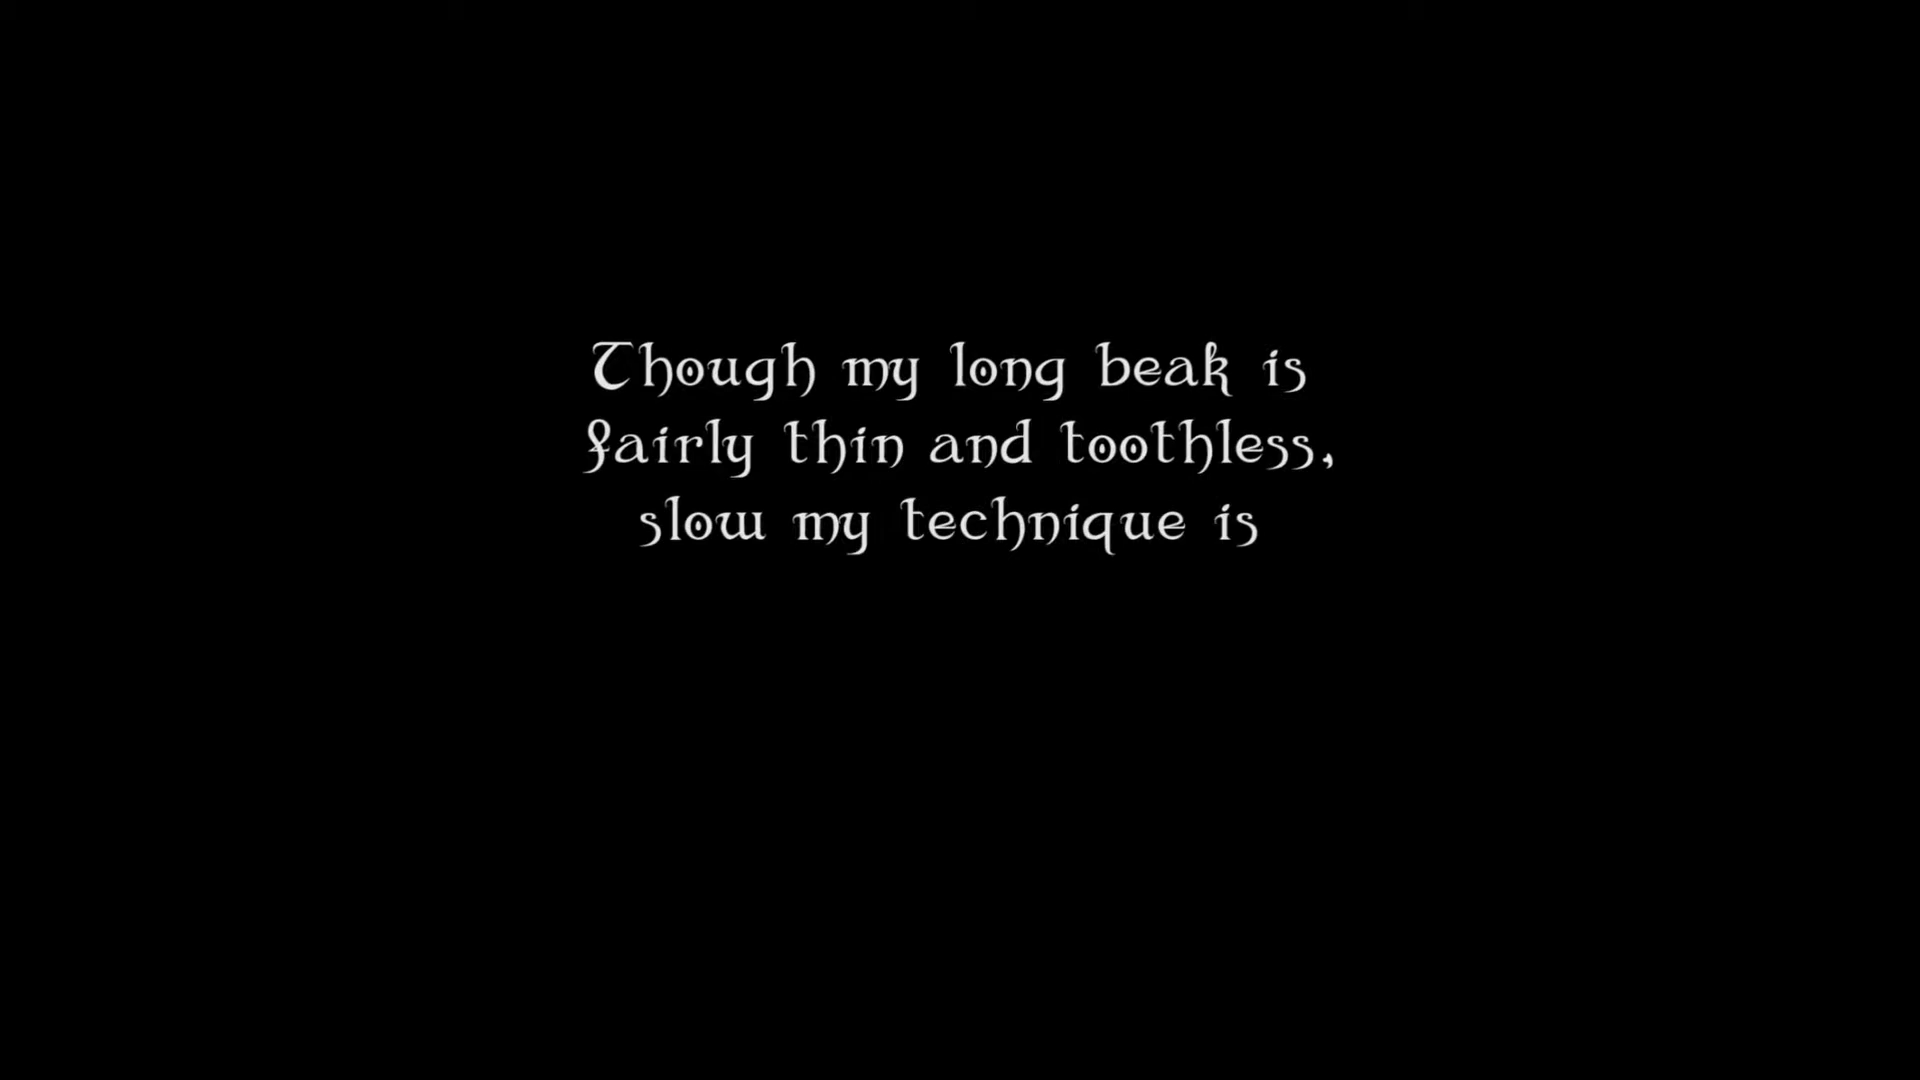 Though my long beak is
fairly thin and toothless,
slow my technique is